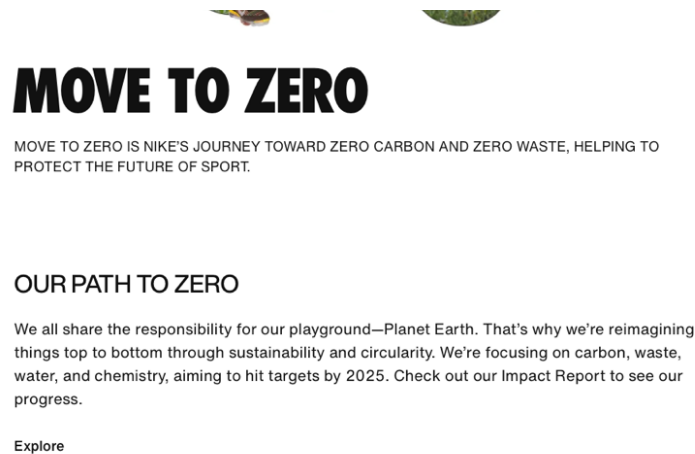 MOVE TO ZERO
MOVE TO ZERO IS NIKE'S JOURNEY TOWARD ZERO CARBON AND ZERO WASTE, HELPING TO
PROTECT THE FUTURE OF SPORT.
OUR PATH TO ZERO
We all share the responsibility for our playground—Planet Earth. That's why we're reimagining
things top to bottom through sustainability and circularity. We're focusing on carbon, waste,
water, and chemistry, aiming to hit targets by 2025. Check out our Impact Report to see our
progress.
Explore